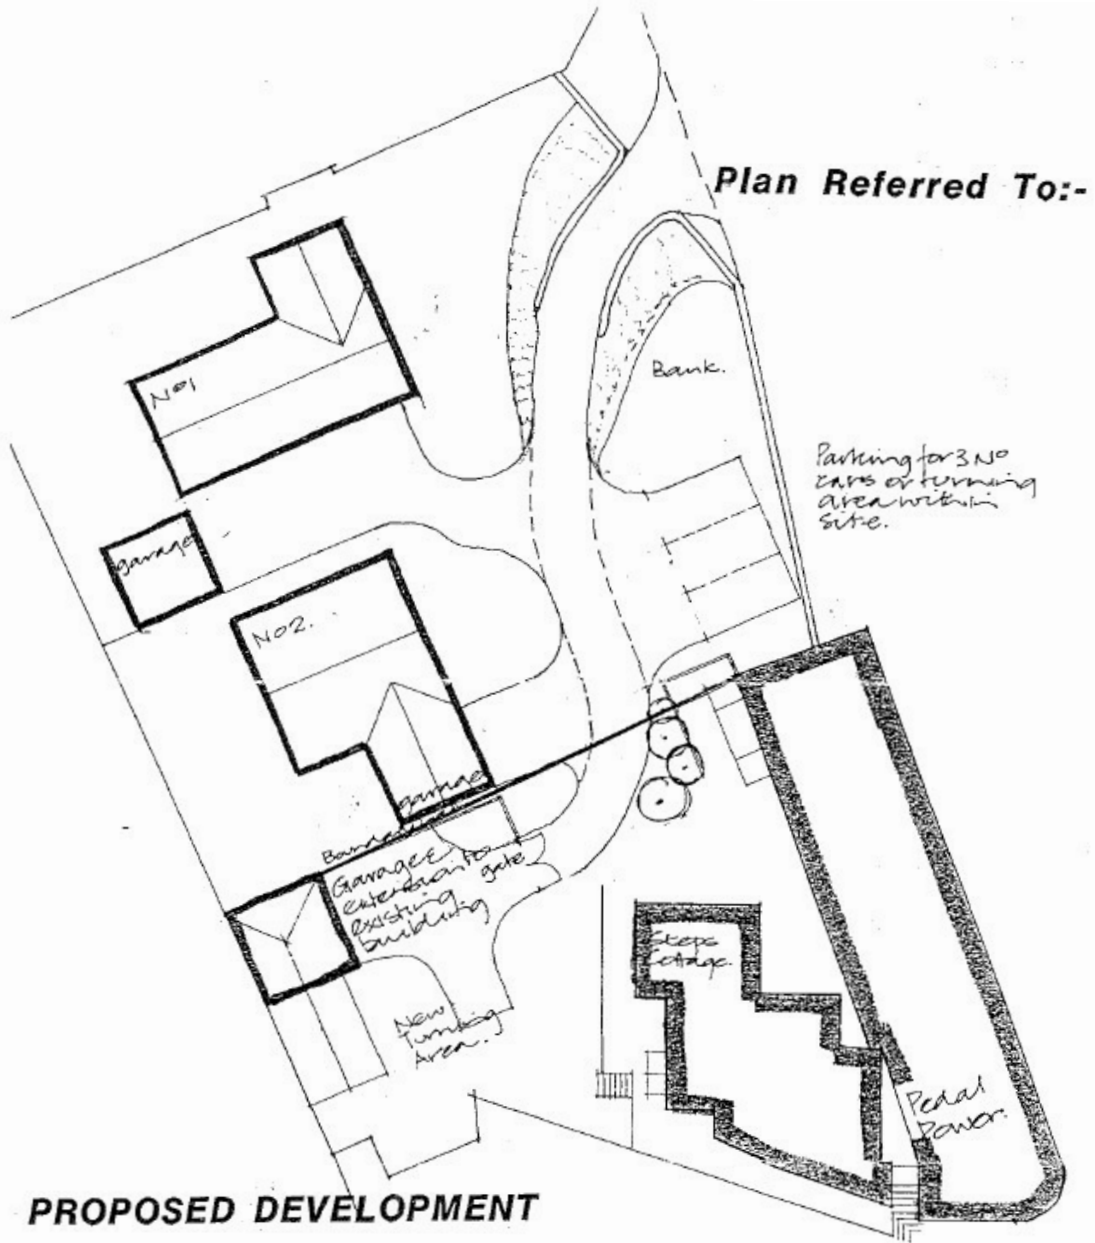 Plan Referred To:-
No1
Bank.
Parking for 3 No
cars or turning
area within
site.
garage
No2.
garage
Garage &
extension to
existing
building
gate
Steps
Cottage.
New
Turning
Area.
Pedal
Power.
PROPOSED DEVELOPMENT